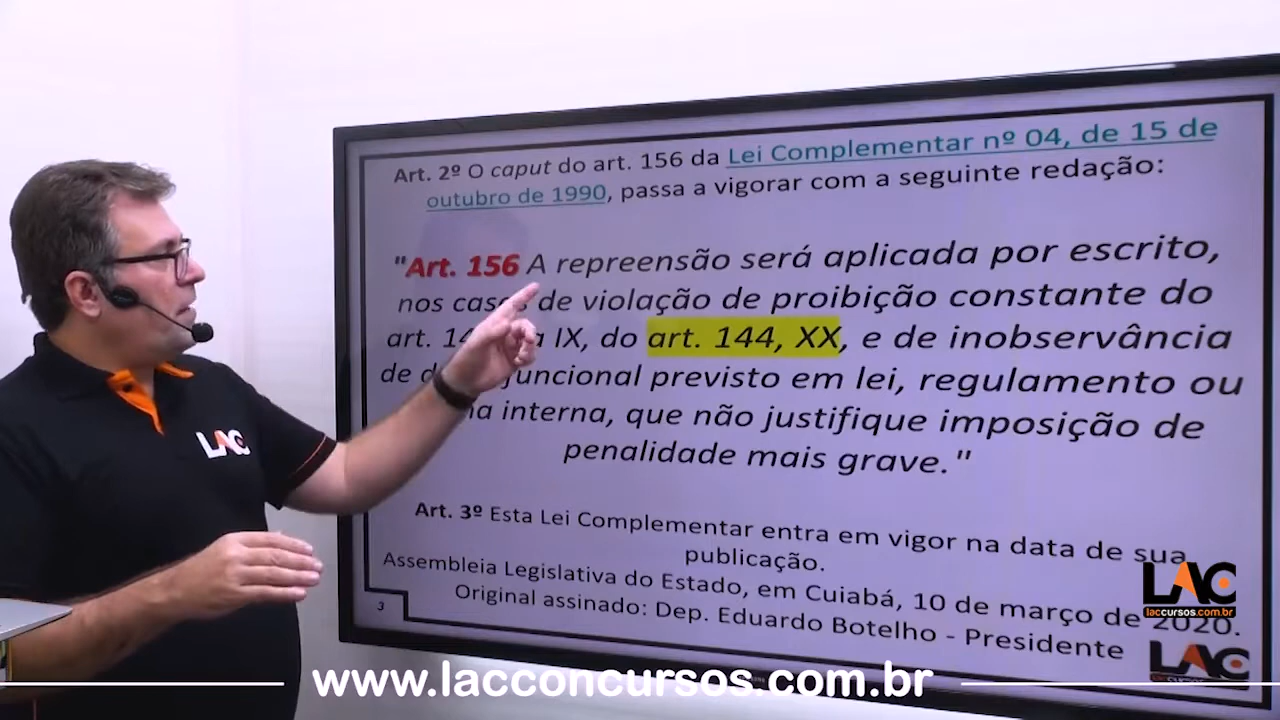 Art. 2º O caput do art. 156 da Lei Complementar nº 04, de 15 de
outubro de 1990, passa a vigorar com a seguinte redação:
"Art. 156 A repreensão será aplicada por escrito,
nos casos de violação de proibição constante do
art. IX, do art. 144, XX, e de inobservância
de funcional previsto em lei, regulamento ou
interna, que não justifique imposição de
penalidade mais grave."
Art. 3º Esta Lei Complementar entra em vigor na data de sua
publicação.
Assembleia Legislativa do Estado, em Cuiabá, 10 de março de 2020.
Original assinado: Dep. Eduardo Botelho - Presidente
3
LAC
LAC
laccursos.com.br
LAC
www.lacconcursos.com.br